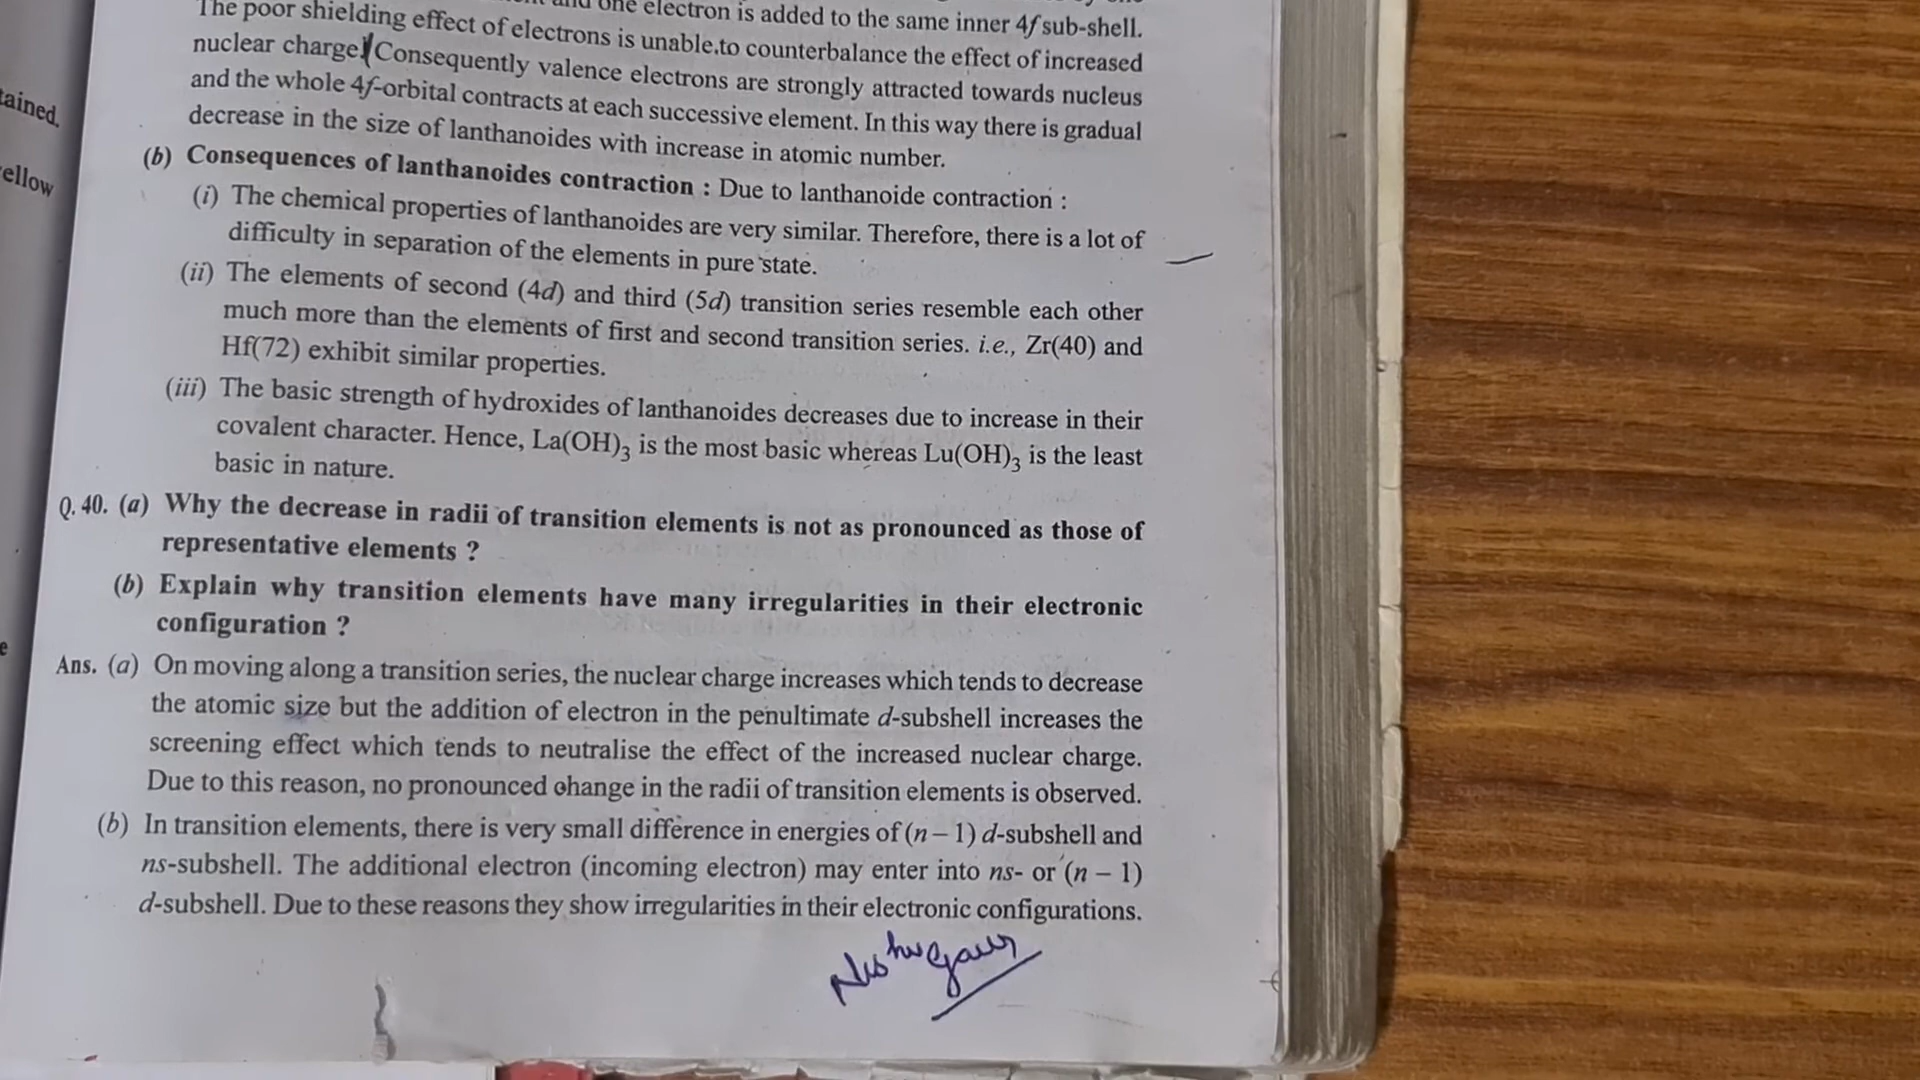 one electron is added to the same inner 4f sub-shell.
The poor shielding effect of electrons is unable.to counterbalance the effect of increased
nuclear charge. Consequently valence electrons are strongly attracted towards nucleus
and the whole 4f-orbital contracts at each successive element. In this way there is gradual
decrease in the size of lanthanoides with increase in atomic number.
tained.
ellow
(b) Consequences of lanthanoides contraction : Due to lanthanoide contraction :
(i) The chemical properties of lanthanoides are very similar. Therefore, there is a lot of
difficulty in separation of the elements in pure state.
(ii) The elements of second (4d) and third (5d) transition series resemble each other
much more than the elements of first and second transition series. i.e., Zr(40) and
Hf(72) exhibit similar properties.
(iii) The basic strength of hydroxides of lanthanoides decreases due to increase in their
covalent character. Hence, La(OH)₃ is the most basic whereas Lu(OH)₃ is the least
basic in nature.
Q. 40. (a) Why the decrease in radii of transition elements is not as pronounced as those of
representative elements ?
(b) Explain why transition elements have many irregularities in their electronic
configuration ?
Ans. (a) On moving along a transition series, the nuclear charge increases which tends to decrease
the atomic size but the addition of electron in the penultimate d-subshell increases the
screening effect which tends to neutralise the effect of the increased nuclear charge.
Due to this reason, no pronounced change in the radii of transition elements is observed.
(b) In transition elements, there is very small difference in energies of (n – 1) d-subshell and
ns-subshell. The additional electron (incoming electron) may enter into ns- or (n – 1)
d-subshell. Due to these reasons they show irregularities in their electronic configurations.